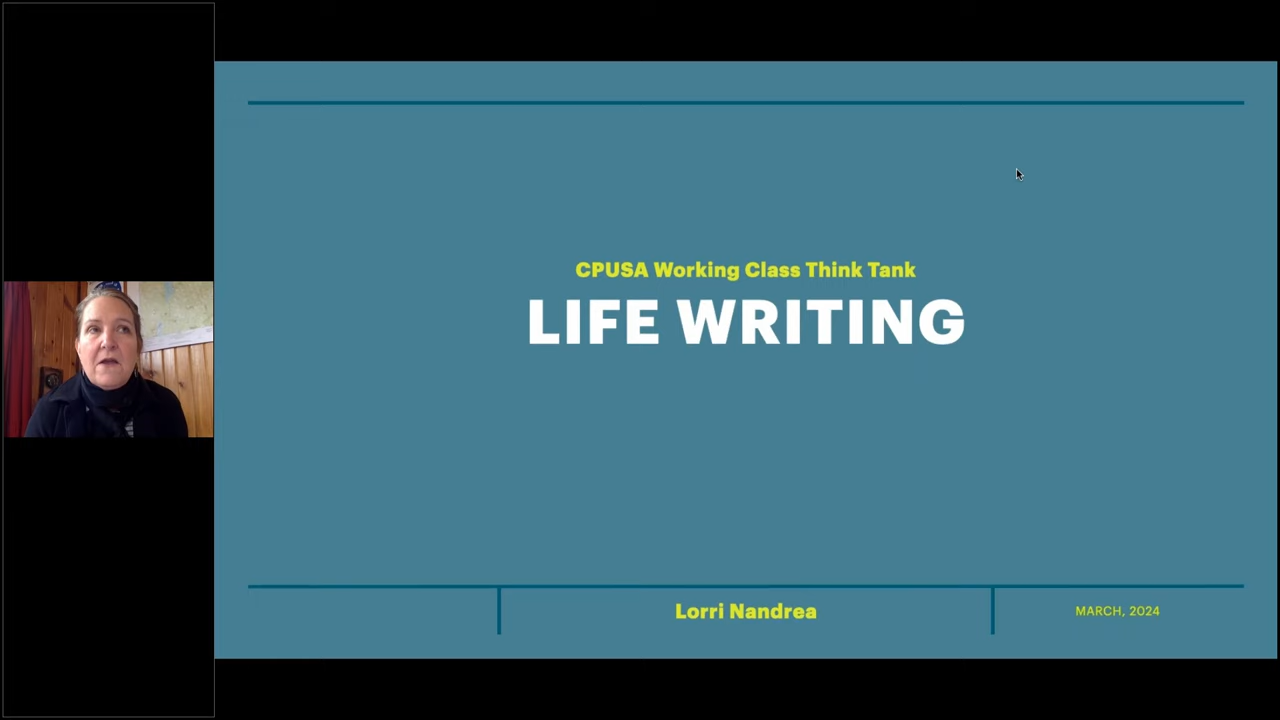 CPUSA Working Class Think Tank
LIFE WRITING
Lorri Nandrea
MARCH, 2024